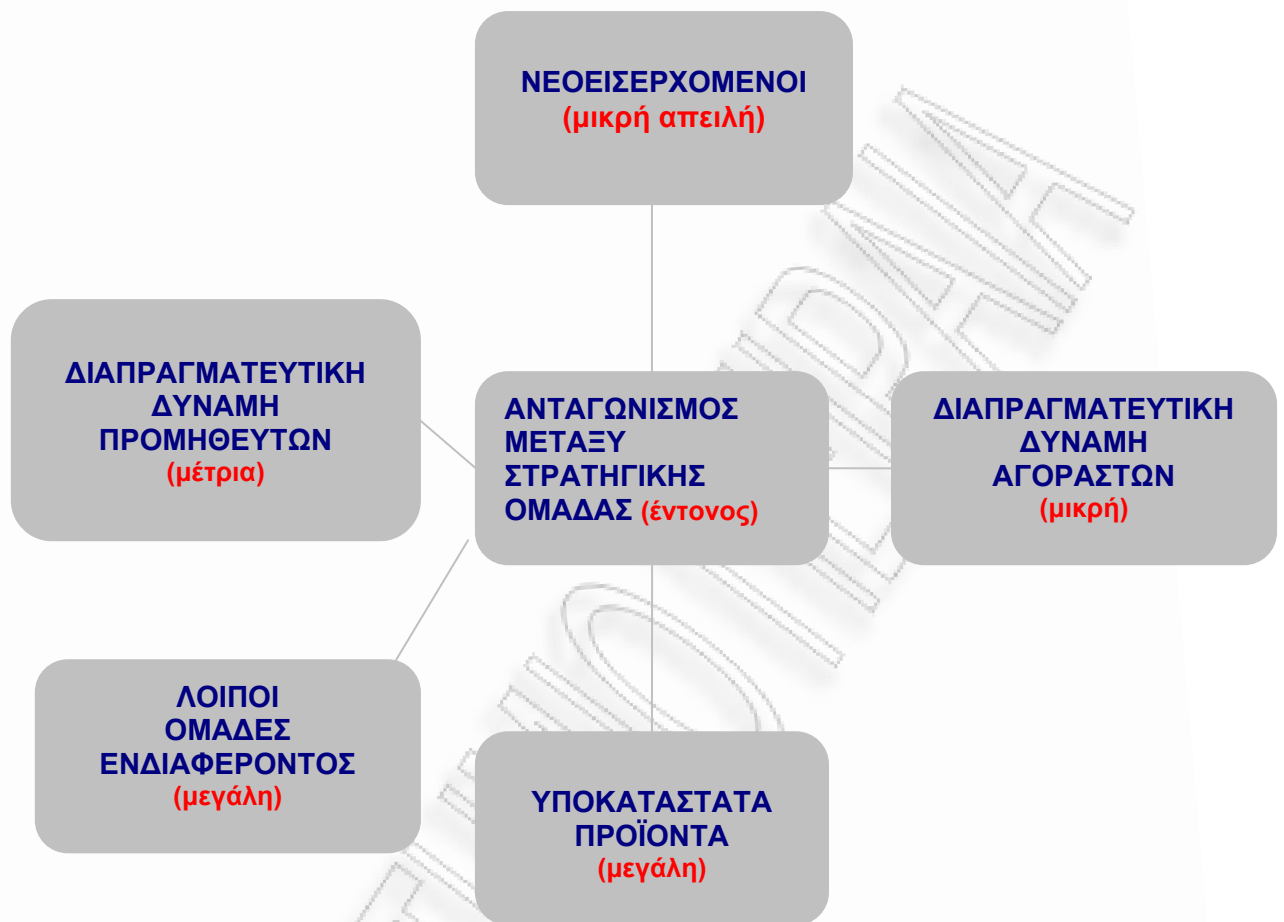 ΝΕΟΕΙΣΕΡΧΟΜΕΝΟΙ
(μικρή απειλή)
ΔΙΑΠΡΑΓΜΑΤΕΥΤΙΚΗ
ΔΥΝΑΜΗ
ΠΡΟΜΗΘΕΥΤΩΝ
(μέτρια)
ΑΝΤΑΓΩΝΙΣΜΟΣ
ΜΕΤΑΞΥ
ΣΤΡΑΤΗΓΙΚΗΣ
ΟΜΑΔΑΣ (έντονος)
ΔΙΑΠΡΑΓΜΑΤΕΥΤΙΚΗ
ΔΥΝΑΜΗ
ΑΓΟΡΑΣΤΩΝ
(μικρή)
ΛΟΙΠΟΙ
ΟΜΑΔΕΣ
ΕΝΔΙΑΦΕΡΟΝΤΟΣ
(μεγάλη)
ΥΠΟΚΑΤΑΣΤΑΤΑ
ΠΡΟΪΟΝΤΑ
(μεγάλη)